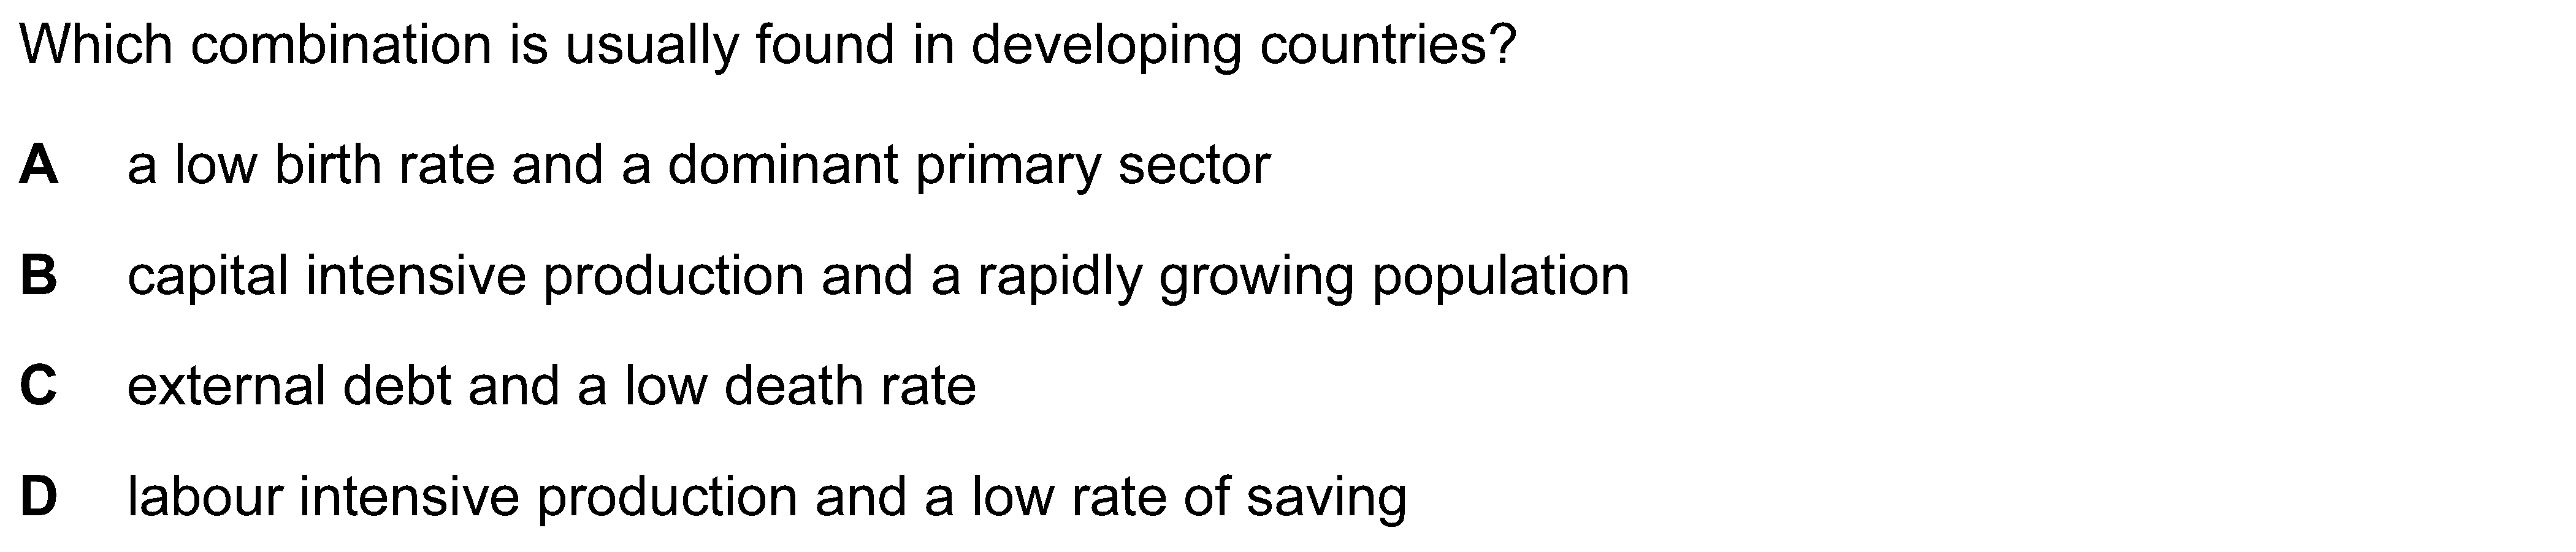 Which combination is usually found in developing countries?
A a low birth rate and a dominant primary sector
B capital intensive production and a rapidly growing population
C external debt and a low death rate
D labour intensive production and a low rate of saving